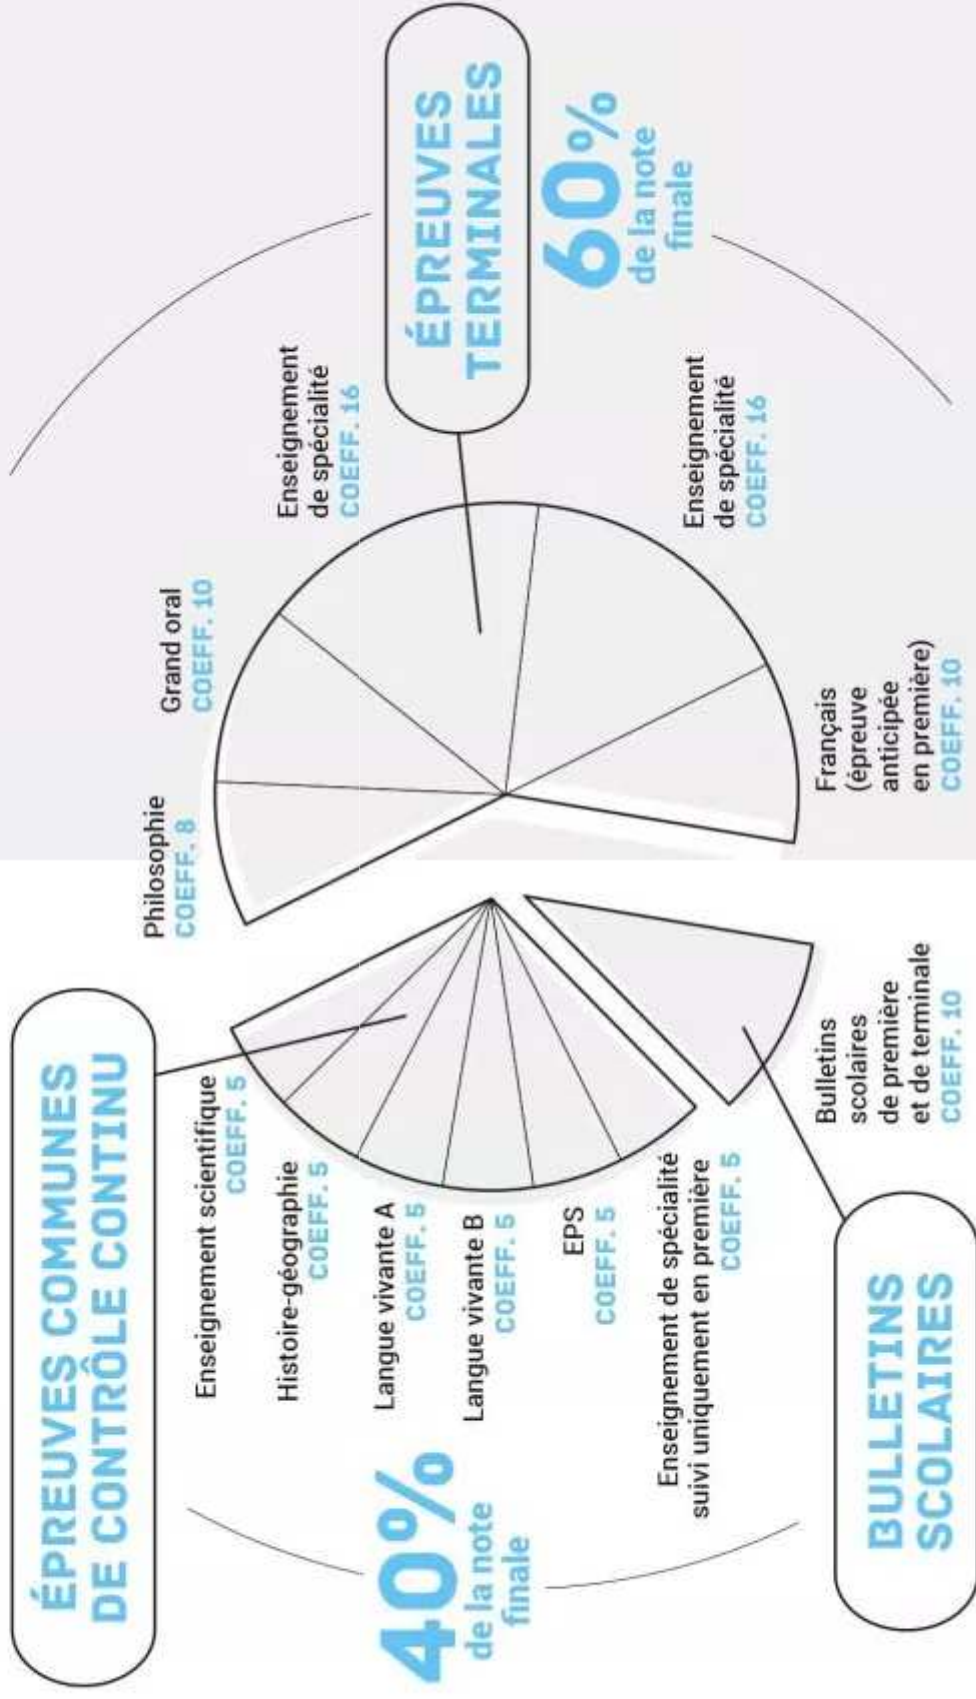 ÉPREUVES COMMUNES
DE CONTRÔLE CONTINU
40%
de la note
finale
Enseignement scientifique
COEFF. 5
Histoire-géographie
COEFF. 5
Langue vivante A
COEFF. 5
Langue vivante B
COEFF. 5
EPS
COEFF. 5
Enseignement de spécialité
suivi uniquement en première
COEFF. 5
BULLETINS
SCOLAIRES
Bulletins
scolaires
de première
et de terminale
COEFF. 10
Philosophie
COEFF. 8
Grand oral
COEFF. 10
Enseignement
de spécialité
COEFF. 16
ÉPREUVES
TERMINALES
60%
de la note
finale
Enseignement
de spécialité
COEFF. 16
Français
(épreuve
anticipée
en première)
COEFF. 10